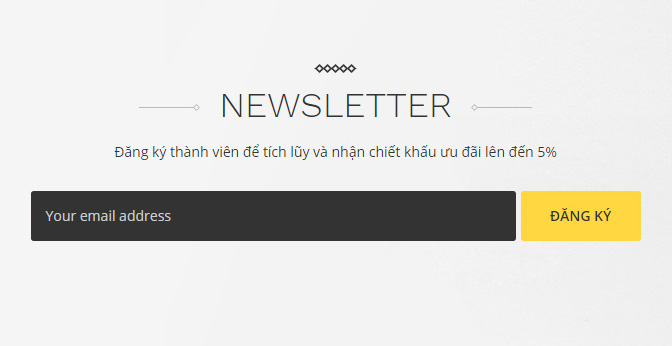 NEWSLETTER
Đăng ký thành viên để tích lũy và nhận chiết khấu ưu đãi lên đến 5%
Your email address
ĐĂNG KÝ